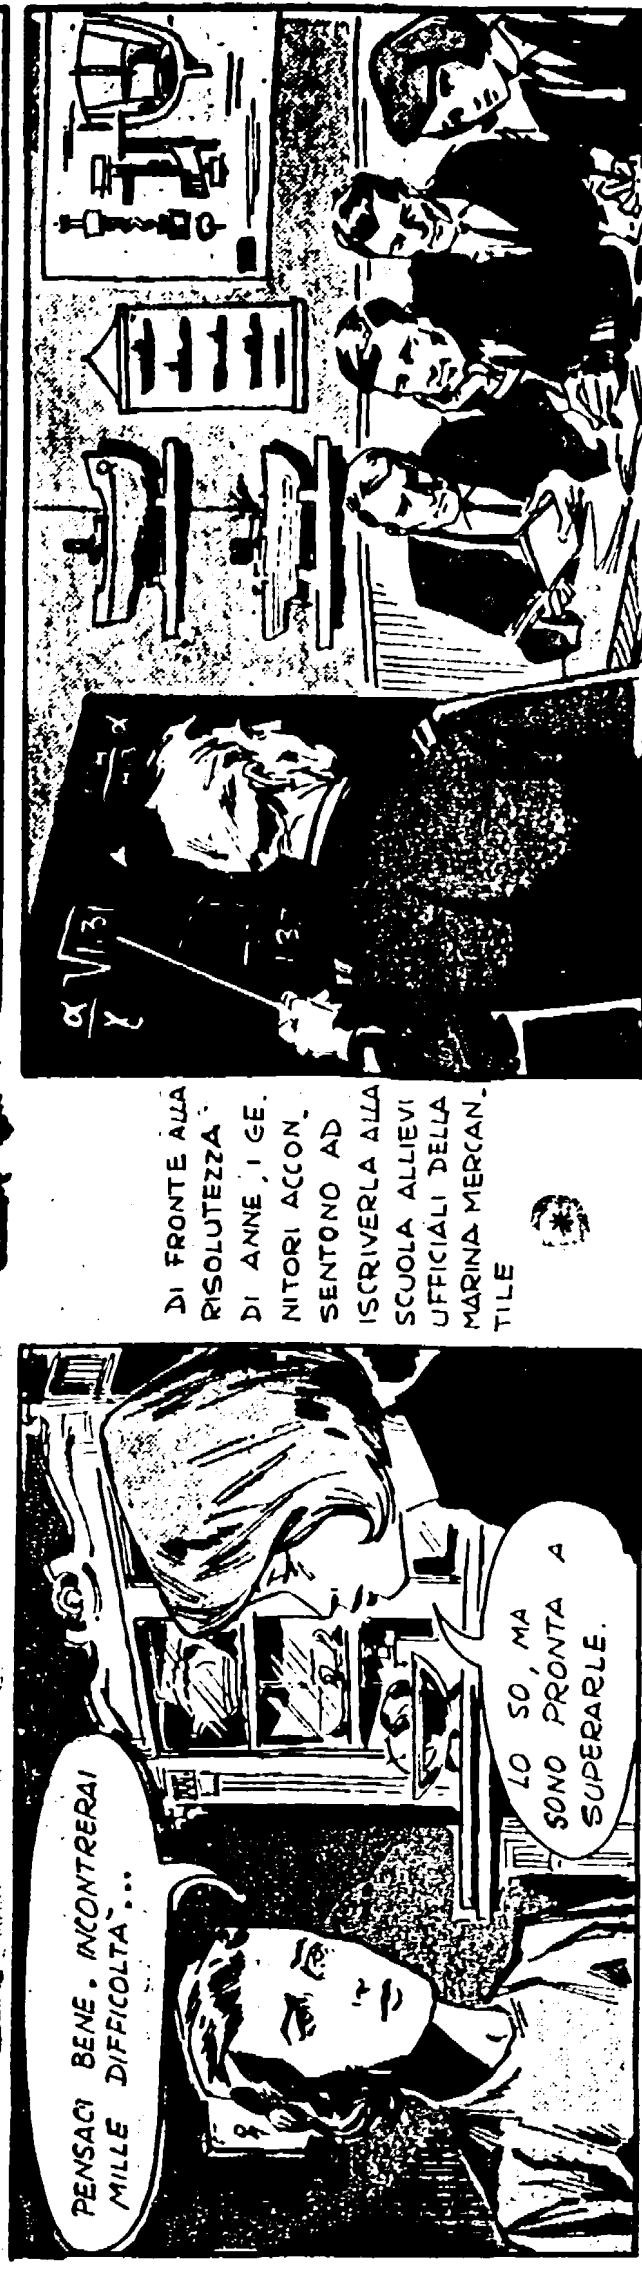 PENSACI BENE. INCONTRERAI
MILLE DIFFICOLTÀ...
LO SO, MA
SONO PRONTA A
SUPERARLE.
DI FRONTE ALLA
RISOLUTEZZA
DI ANNE, I GE-
NITORI ACCON-
SENTONO AD
ISCRIVERLA ALLA
SCUOLA ALLIEVI
UFFICIALI DELLA
MARINA MERCAN-
TILE